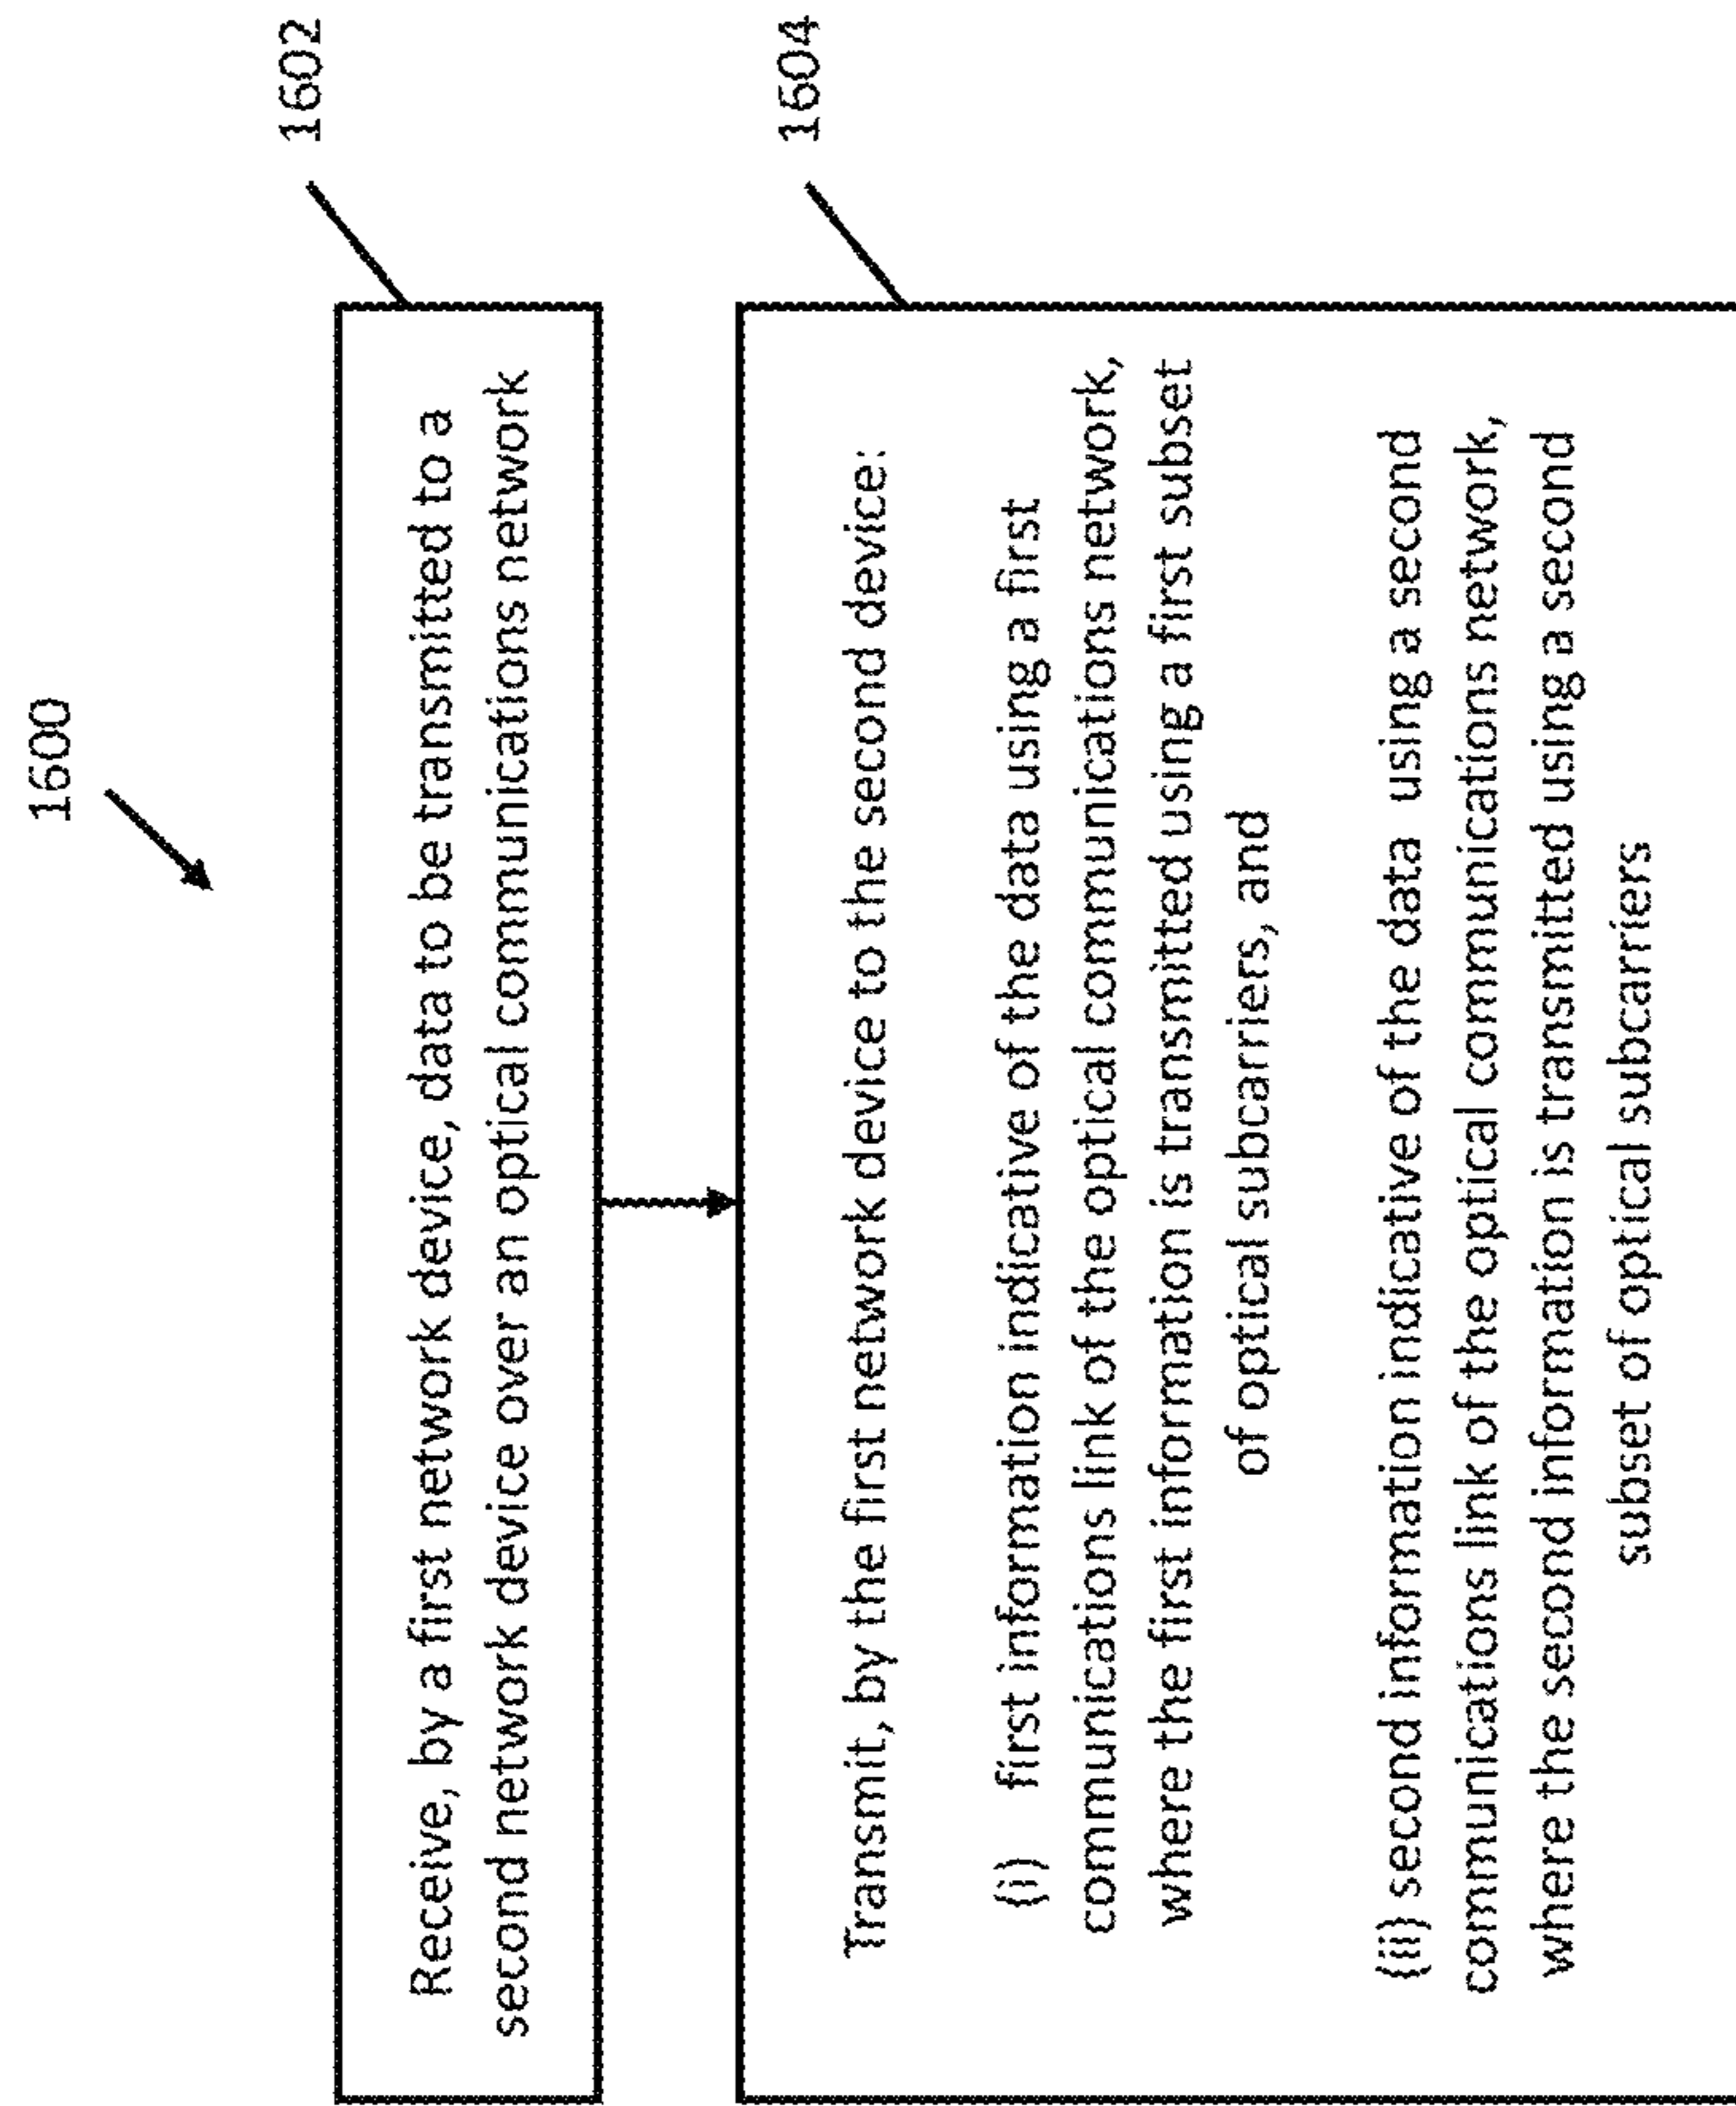 1600
1602
Receive, by a first network device, data to be transmitted to a
second network device over an optical communications network
1604
Transmit, by the first network device to the second device:
(i) first information indicative of the data using a first
communications link of the optical communications network,
where the first information is transmitted using a first subset
of optical subcarriers, and
(ii) second information indicative of the data using a second
communications link of the optical communications network,
where the second information is transmitted using a second
subset of optical subcarriers